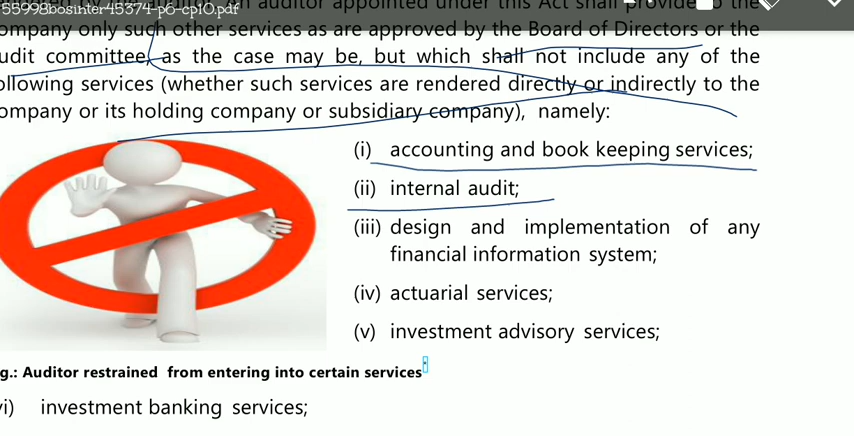 55998bosinter45374-p6-cp10.pdf
auditor appointed under this Act shall provide to the
ompany only such other services as are approved by the Board of Directors or the
udit committee, as the case may be, but which shall not include any of the
ollowing services (whether such services are rendered directly or indirectly to the
ompany or its holding company or subsidiary company), namely:
(i) accounting and book keeping services;
(ii) internal audit;
(iii) design and implementation of any
financial information system;
(iv) actuarial services;
(v) investment advisory services;
g.: Auditor restrained from entering into certain services
vi) investment banking services;